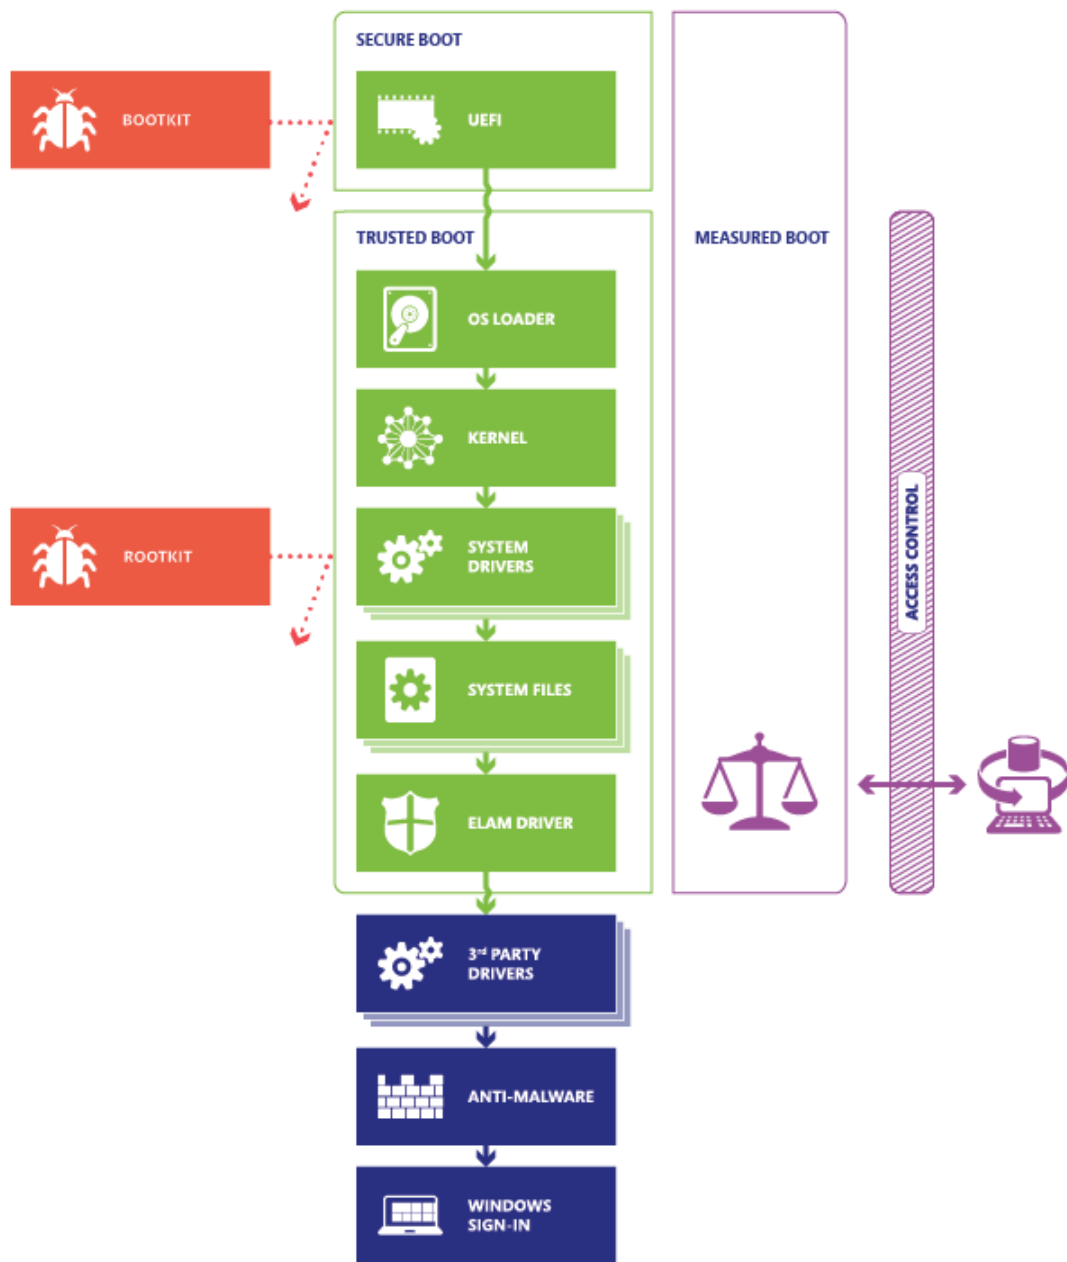 SECURE BOOT
BOOTKIT
UEFI
TRUSTED BOOT
MEASURED BOOT
OS LOADER
KERNEL
ROOTKIT
SYSTEM
DRIVERS
ACCESS CONTROL
SYSTEM FILES
ELAM DRIVER
3rd PARTY
DRIVERS
ANTI-MALWARE
WINDOWS
SIGN-IN